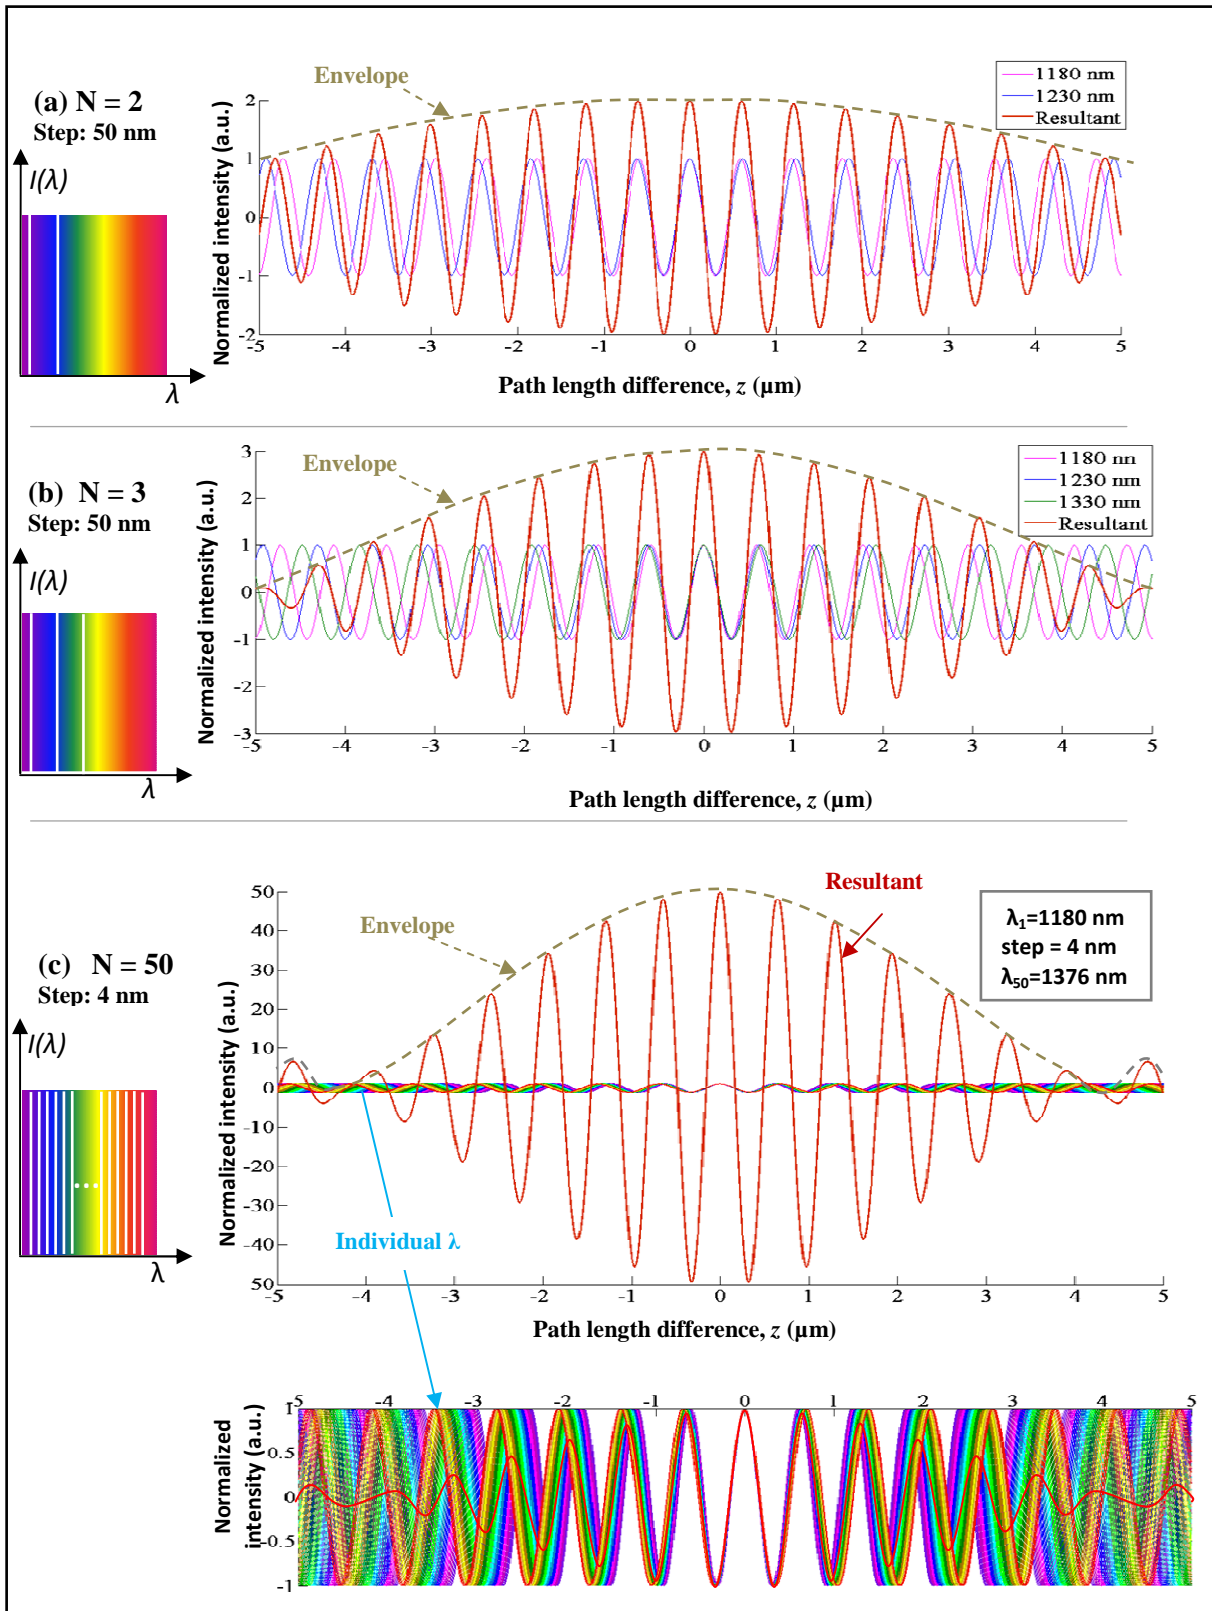 (a) N = 2
Step: 50 nm
I(λ)
λ
Envelope
1180 nm
1230 nm
Resultant
Normalized intensity (a.u.)
2
1
0
-1
-2
-5 -4 -3 -2 -1 0 1 2 3 4 5
Path length difference, z (µm)
(b) N = 3
Step: 50 nm
I(λ)
λ
Envelope
1180 nm
1230 nm
1330 nm
Resultant
Normalized intensity (a.u.)
3
2
1
0
-1
-2
-3
-5 -4 -3 -2 -1 0 1 2 3 4 5
Path length difference, z (µm)
(c) N = 50
Step: 4 nm
I(λ)
λ
Envelope
Resultant
λ1=1180 nm
step = 4 nm
λ50=1376 nm
Individual λ
Normalized intensity (a.u.)
50
40
30
20
10
0
-10
-20
-30
-40
50
-5 -4 -3 -2 -1 0 1 2 3 4 5
Path length difference, z (µm)
-5 -4 -3 -2 -1 0 1 2 3 4 5
Normalized
intensity (a.u.)
1
0.5
0
-0.5
-1